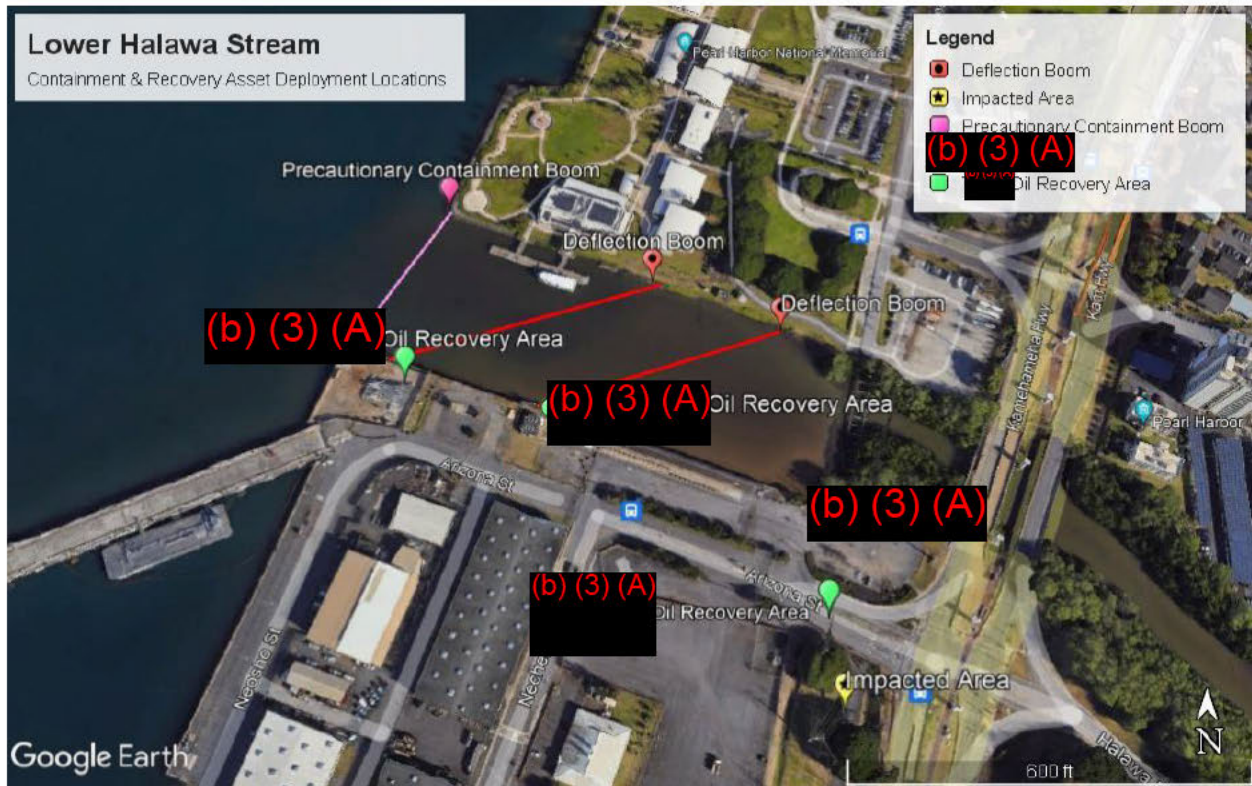 Lower Halawa Stream
Containment & Recovery Asset Deployment Locations
Legend
Deflection Boom
Impacted Area
Precautionary Containment Boom
(b) (3) (A)
(b) (3) (A)
Oil Recovery Area
Pearl Harbor National Memorial
Precautionary Containment Boom
Deflection Boom
Deflection Boom
(b) (3) (A)
Oil Recovery Area
(b) (3) (A)
Oil Recovery Area
Kamehameha Hwy
Kam Hwy
Pearl Harbor
Arizona St
(b) (3) (A)
(b) (3) (A)
Arizona St
Oil Recovery Area
Impacted Area
Neosho St
Halawa
N
Google Earth
600 ft